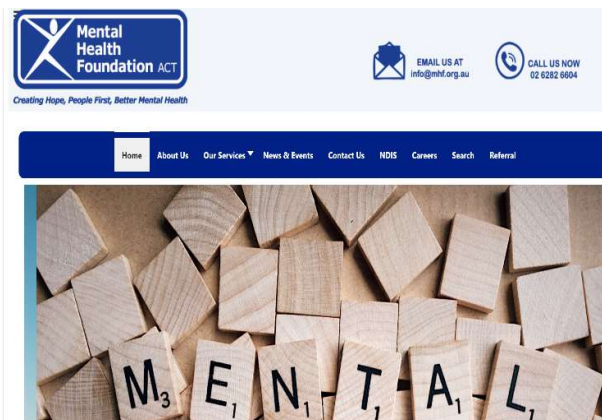 Mental
Health
Foundation ACT
Creating Hope, People First, Better Mental Health
EMAIL US AT
info@mhf.org.au
CALL US NOW
02 6282 6604
Home About Us Our Services News & Events Contact Us NDIS Careers Search Referral
M3 E1 N1 T1 A1 L1